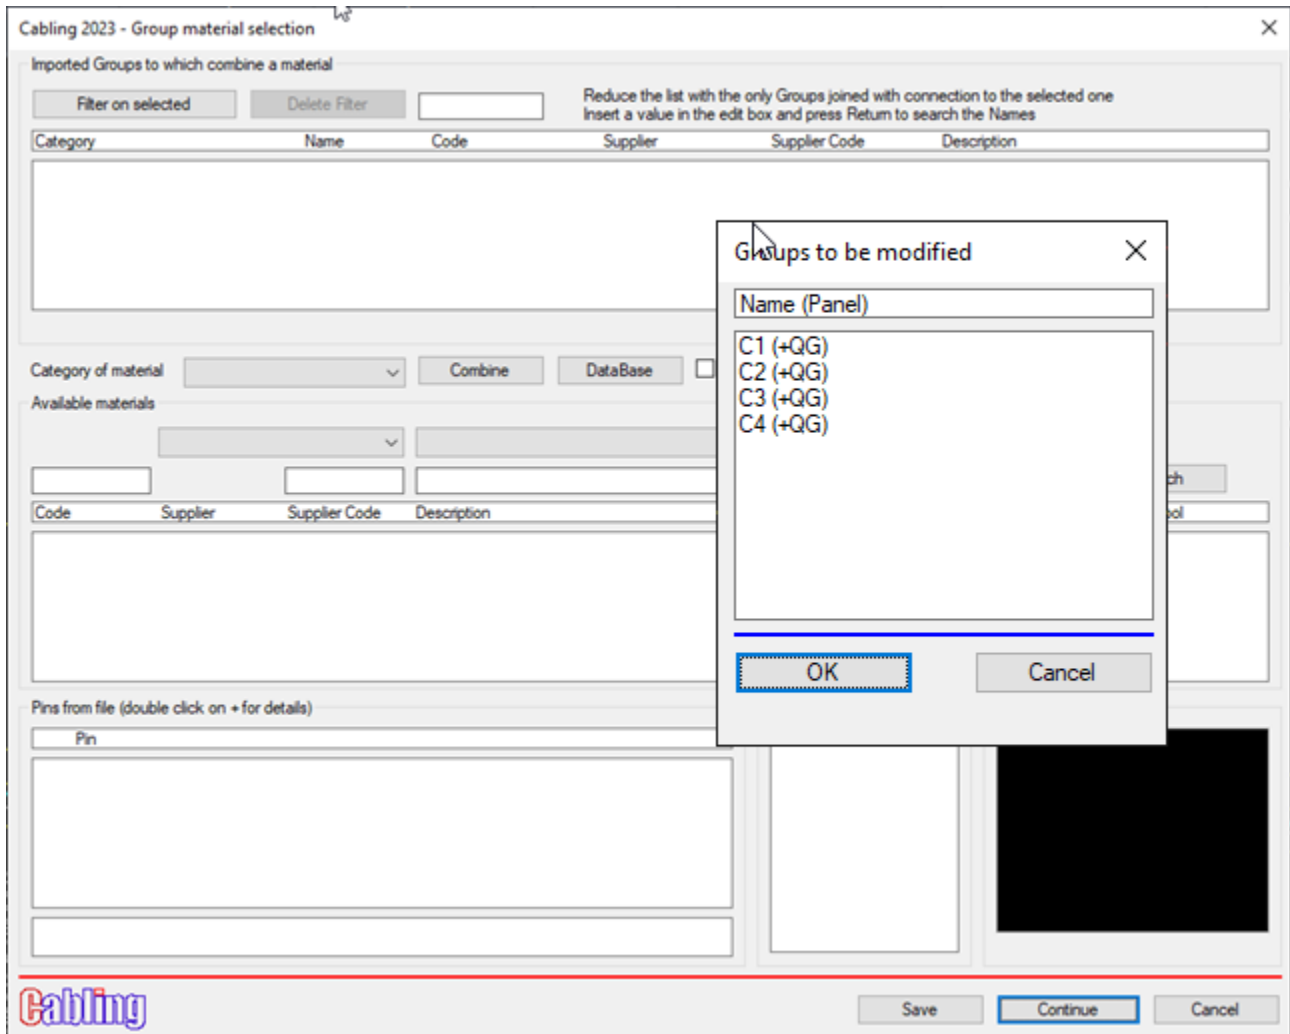 Cabling 2023 - Group material selection
Imported Groups to which combine a material
Filter on selected
Delete Filter
Reduce the list with the only Groups joined with connection to the selected one
Insert a value in the edit box and press Return to search the Names
Category Name Code Supplier Supplier Code Description
Groups to be modified
Name (Panel)
C1 (+QG)
C2 (+QG)
C3 (+QG)
C4 (+QG)
OK
Cancel
Category of material
Combine
DataBase
Available materials
Code Supplier Supplier Code Description
Pins from file (double click on + for details)
Pin
Cabling
Save
Continue
Cancel